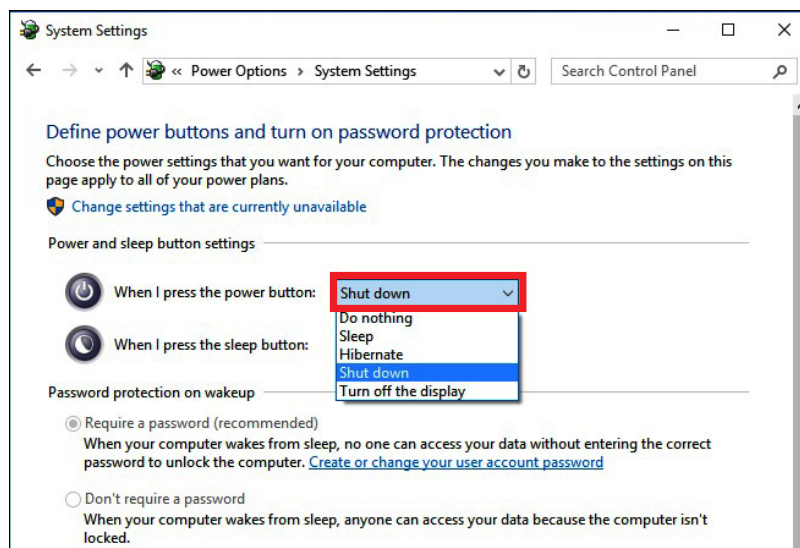 System Settings
« Power Options › System Settings
Search Control Panel
Define power buttons and turn on password protection
Choose the power settings that you want for your computer. The changes you make to the settings on this
page apply to all of your power plans.
Change settings that are currently unavailable
Power and sleep button settings
When I press the power button: Shut down
Do nothing
Sleep
When I press the sleep button:
Hibernate
Shut down
Turn off the display
Password protection on wakeup
Require a password (recommended)
When your computer wakes from sleep, no one can access your data without entering the correct
password to unlock the computer. Create or change your user account password
Don't require a password
When your computer wakes from sleep, anyone can access your data because the computer isn't
locked.